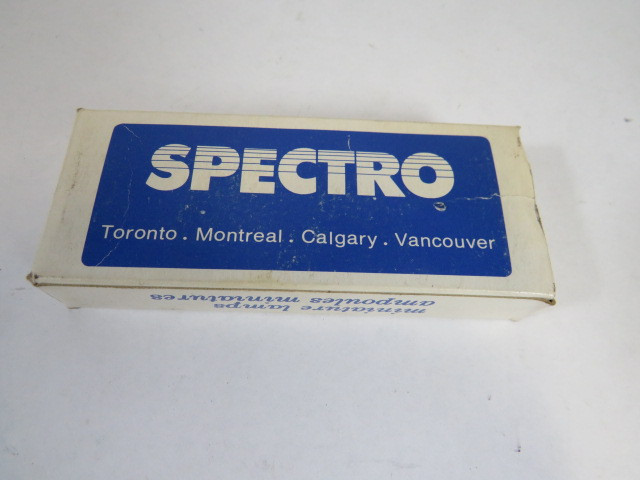 SPECTRO
Toronto . Montreal . Calgary . Vancouver
miniature lamps
ampoules miniatures